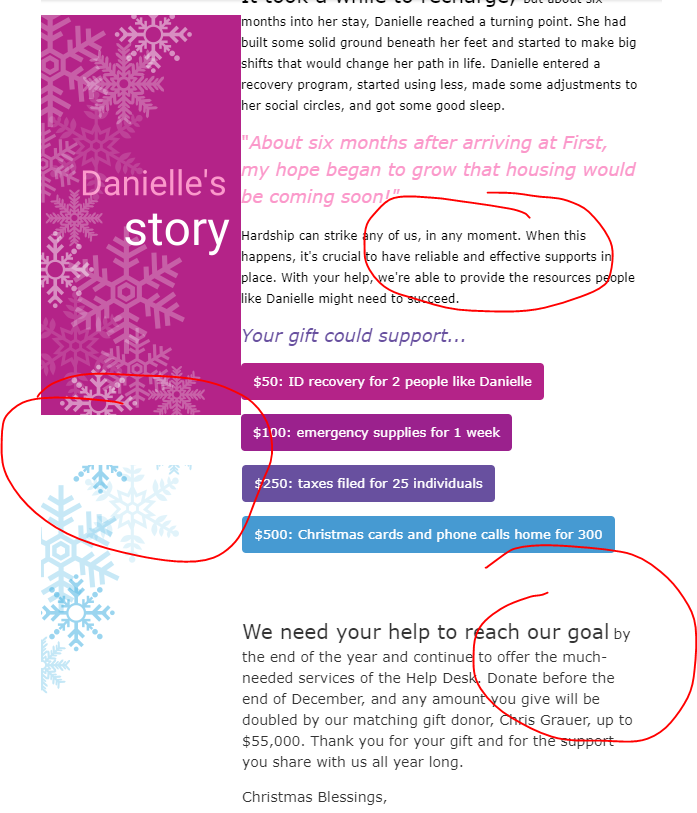 It took a while to recharge, but about six
months into her stay, Danielle reached a turning point. She had
built some solid ground beneath her feet and started to make big
shifts that would change her path in life. Danielle entered a
recovery program, started using less, made some adjustments to
her social circles, and got some good sleep.
Danielle's
story
"About six months after arriving at First,
my hope began to grow that housing would
be coming soon!"
Hardship can strike any of us, in any moment. When this
happens, it's crucial to have reliable and effective supports in
place. With your help, we're able to provide the resources people
like Danielle might need to succeed.
Your gift could support...
$50: ID recovery for 2 people like Danielle
$100: emergency supplies for 1 week
$250: taxes filed for 25 individuals
$500: Christmas cards and phone calls home for 300
We need your help to reach our goal by
the end of the year and continue to offer the much-
needed services of the Help Desk. Donate before the
end of December, and any amount you give will be
doubled by our matching gift donor, Chris Grauer, up to
$55,000. Thank you for your gift and for the support
you share with us all year long.
Christmas Blessings,